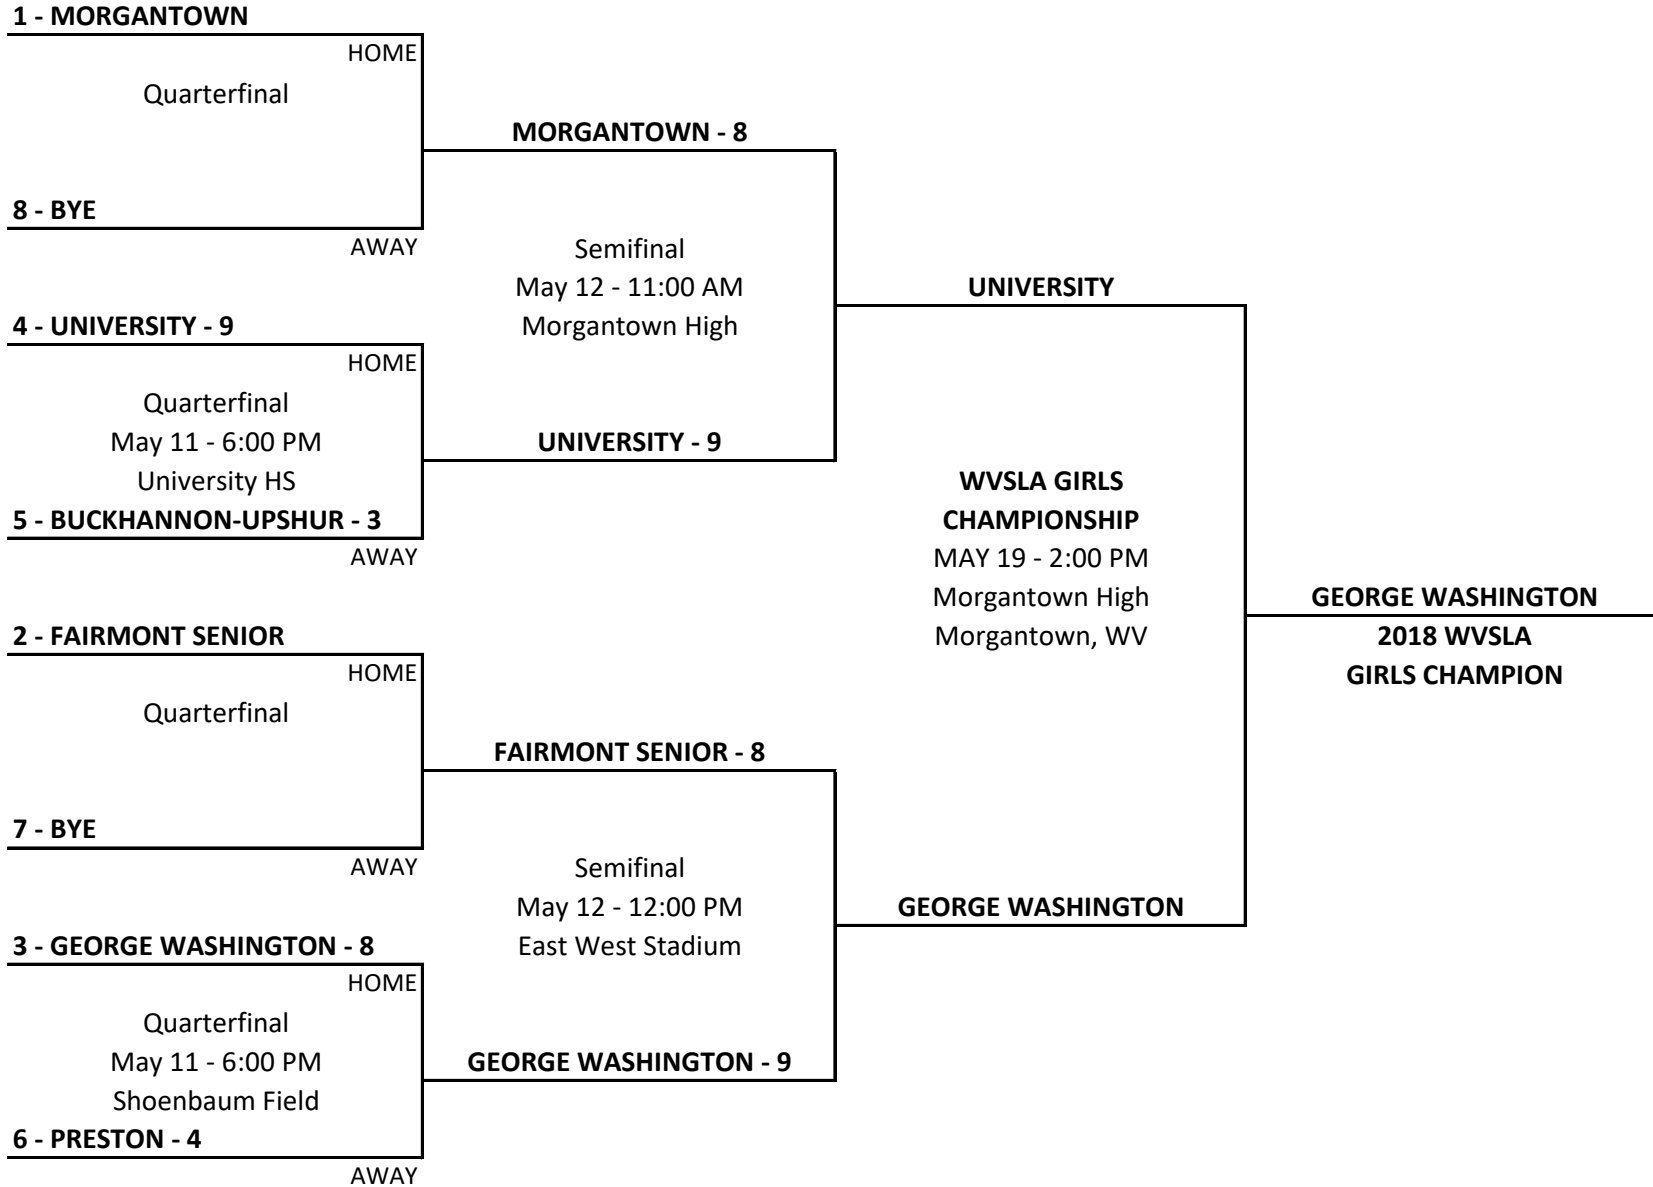 1 - MORGANTOWN
HOME
Quarterfinal
8 - BYE
AWAY
4 - UNIVERSITY - 9
HOME
Quarterfinal
May 11 - 6:00 PM
University HS
5 - BUCKHANNON-UPSHUR - 3
AWAY
2 - FAIRMONT SENIOR
HOME
Quarterfinal
7 - BYE
AWAY
3 - GEORGE WASHINGTON - 8
HOME
Quarterfinal
May 11 - 6:00 PM
Shoenbaum Field
6 - PRESTON - 4
AWAY
MORGANTOWN - 8
Semifinal
May 12 - 11:00 AM
Morgantown High
UNIVERSITY - 9
FAIRMONT SENIOR - 8
Semifinal
May 12 - 12:00 PM
East West Stadium
GEORGE WASHINGTON - 9
UNIVERSITY
WVSLA GIRLS
CHAMPIONSHIP
MAY 19 - 2:00 PM
Morgantown High
Morgantown, WV
GEORGE WASHINGTON
GEORGE WASHINGTON
2018 WVSLA
GIRLS CHAMPION